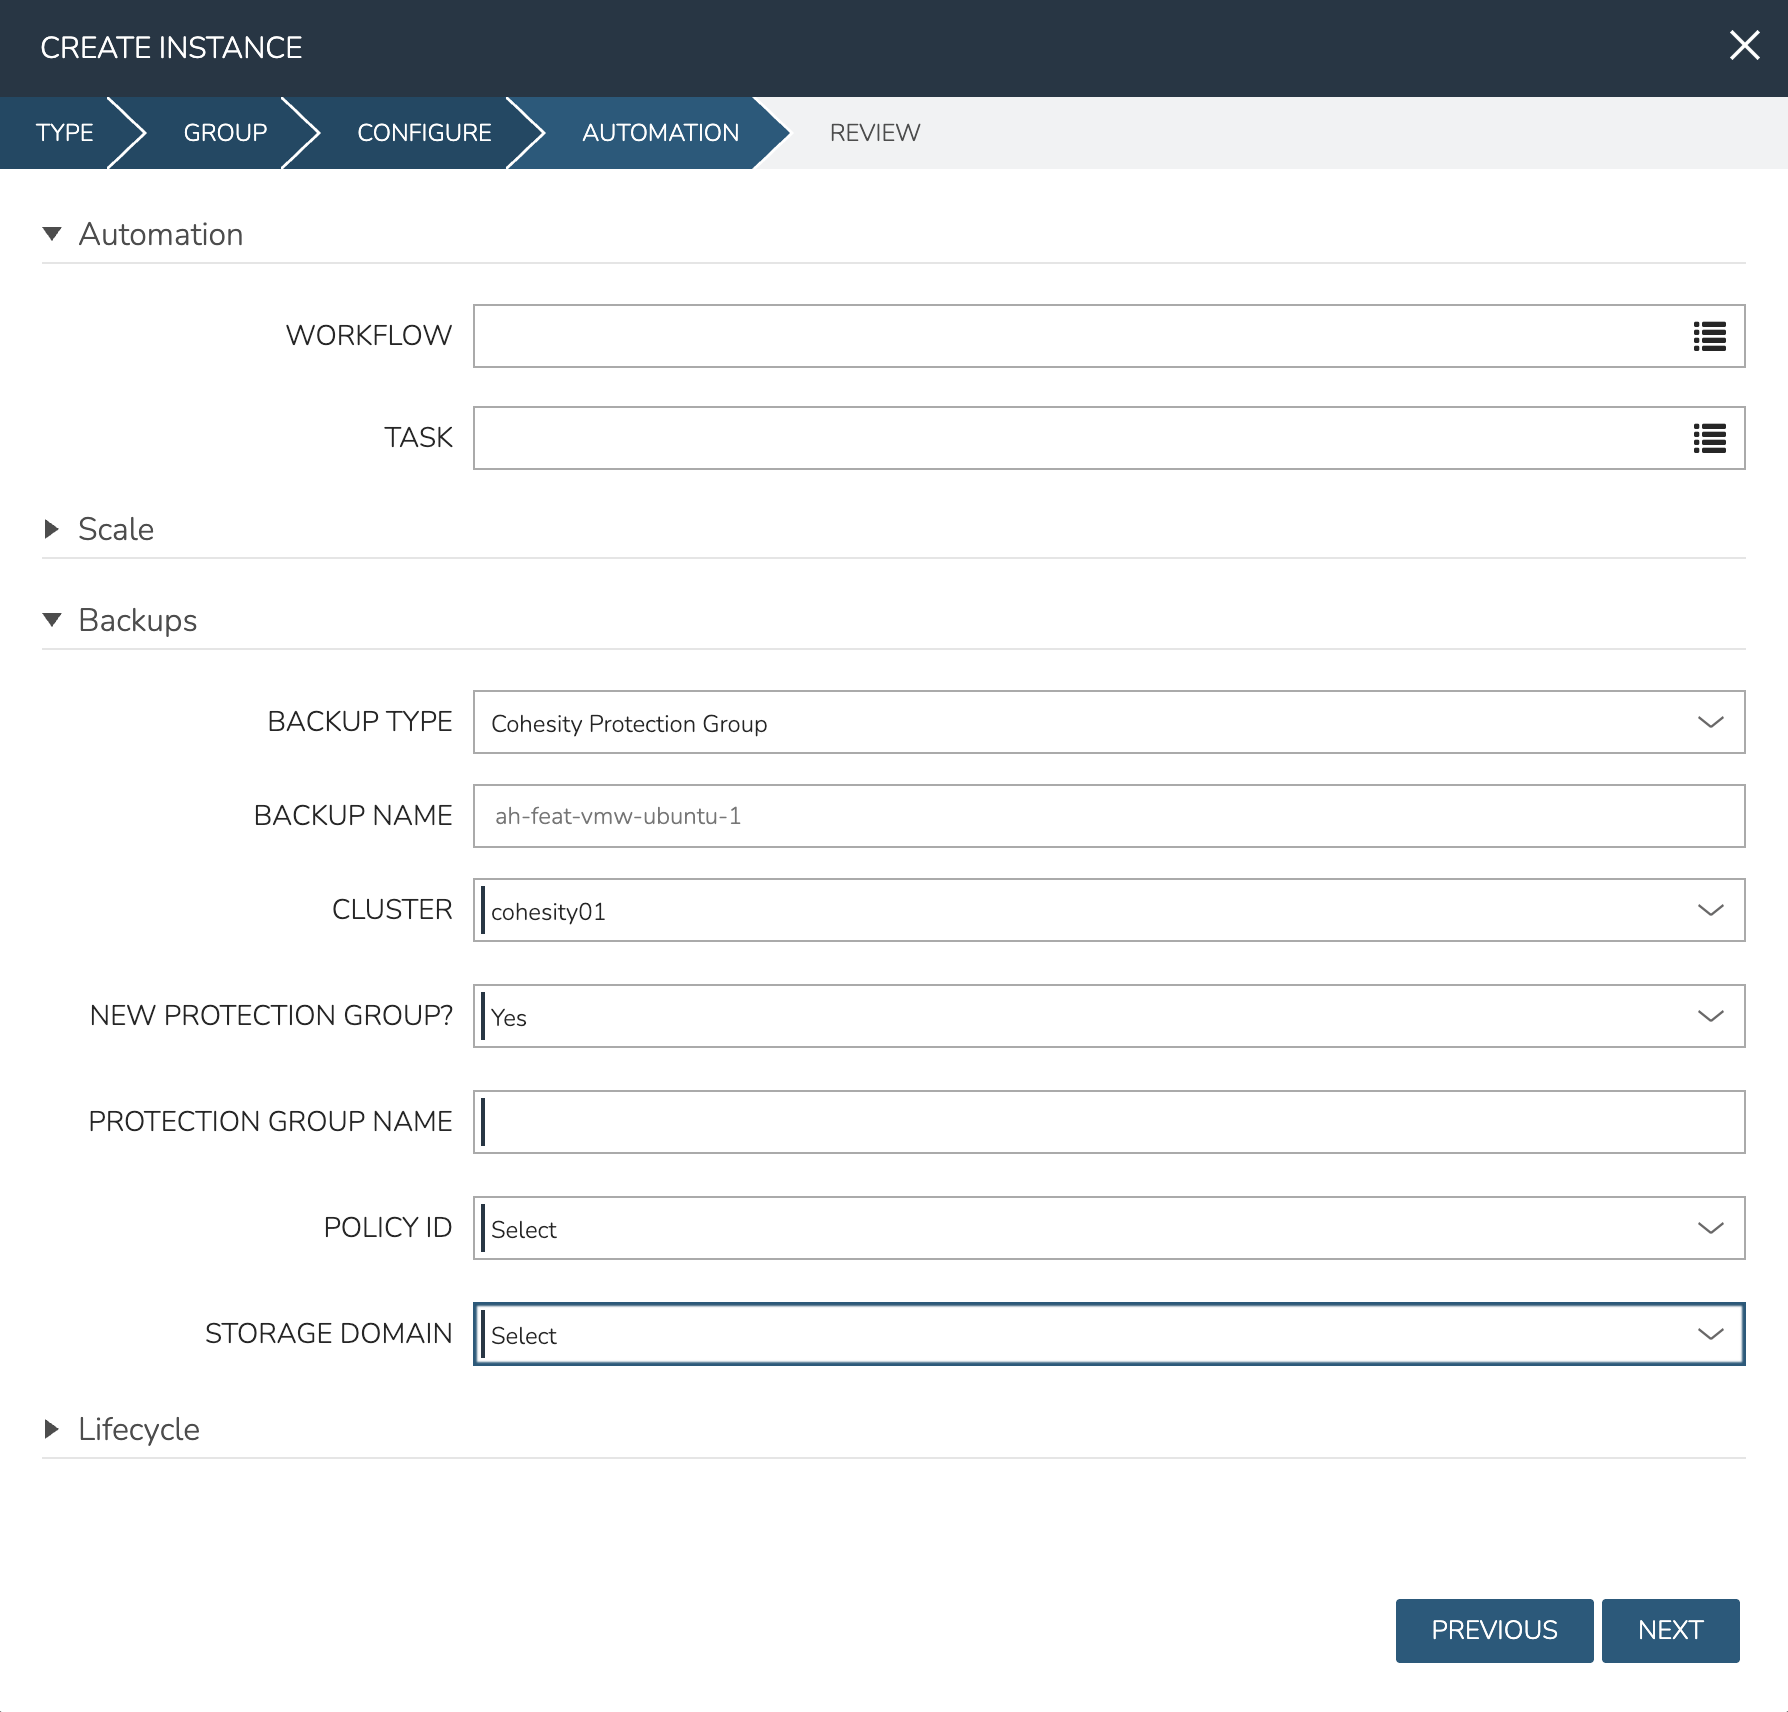 CREATE INSTANCE
TYPE GROUP CONFIGURE AUTOMATION REVIEW
Automation
WORKFLOW
TASK
Scale
Backups
BACKUP TYPE Cohesity Protection Group
BACKUP NAME ah-feat-vmw-ubuntu-1
CLUSTER cohesity01
NEW PROTECTION GROUP? Yes
PROTECTION GROUP NAME
POLICY ID Select
STORAGE DOMAIN Select
Lifecycle
PREVIOUS NEXT